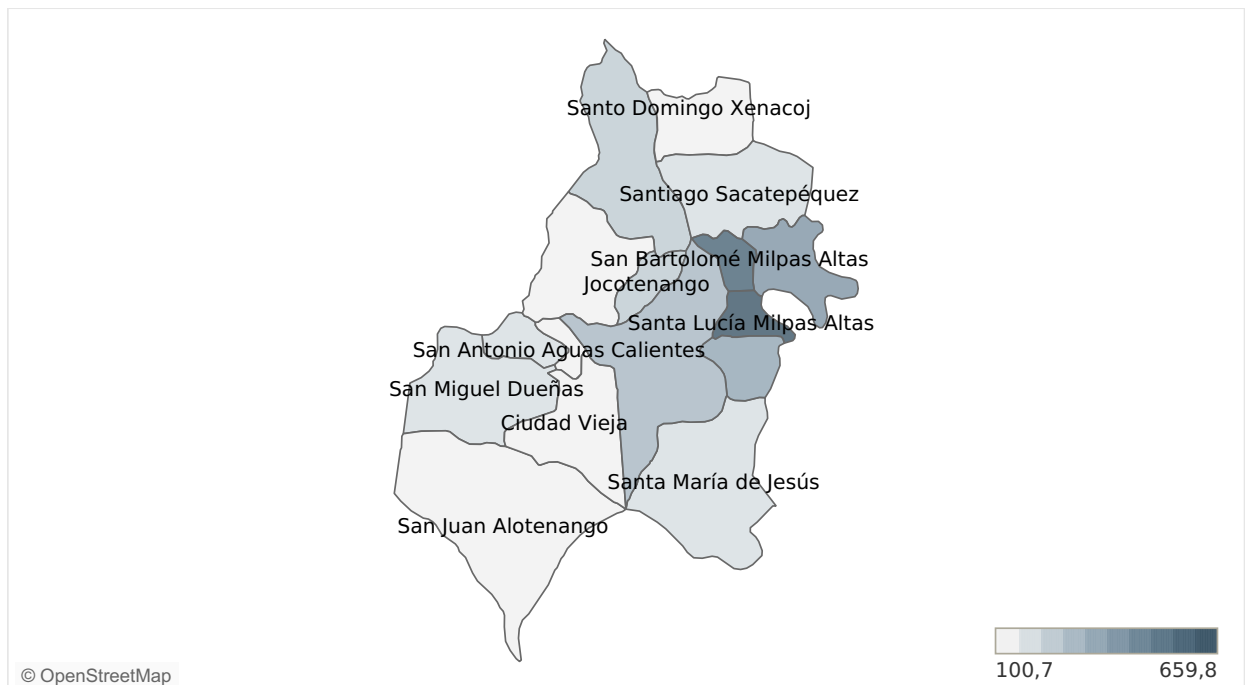 Santo Domingo Xenacoj
Santiago Sacatepéquez
San Bartolomé Milpas Altas
Jocotenango
Santa Lucía Milpas Altas
San Antonio Aguas Calientes
San Miguel Dueñas
Ciudad Vieja
Santa María de Jesús
San Juan Alotenango
100,7 659,8
© OpenStreetMap